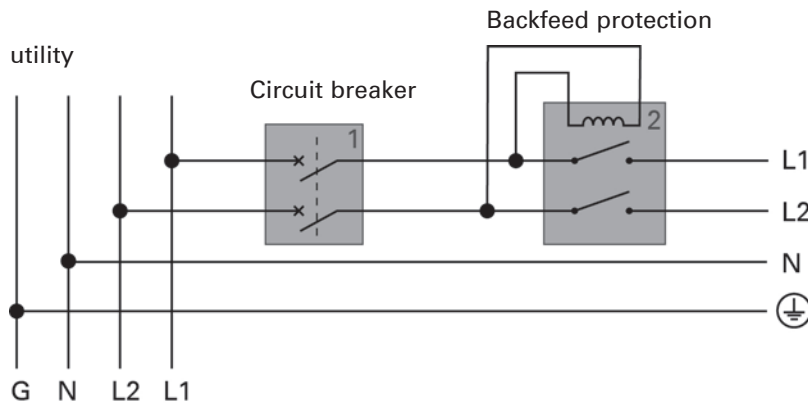 Backfeed protection
utility
Circuit breaker
1
2
L1
L2
N
G N L2 L1